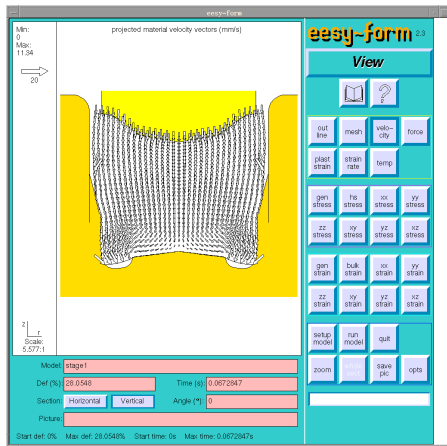 eesy-form
Min:
0
Max:
11.34
20
projected material velocity vectors (mm/s)
z
r
Scale:
5.577:1
Model: stage1
Def (%): 28.0548 Time (s): 0.0672847
Section: Horizontal Vertical Angle (º): 0
Picture:
Start def: 0% Max def: 28.0548% Start time: 0s Max time: 0.0672847s
eesy-form 2.3
View
?
out line mesh velo- city force
plast strain strain rate temp
gen stress hs stress xx stress yy stress
zz stress xy stress yz stress xz stress
gen strain bulk strain xx strain yy strain
zz strain xy strain yz strain xz strain
setup model run model quit
zoom save pic opts